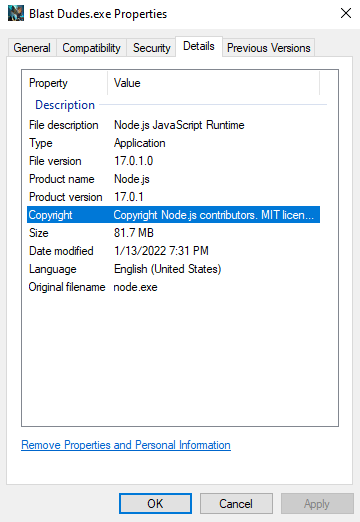 Blast Dudes.exe Properties
General Compatibility Security Details Previous Versions
Property Value
Description
File description Node.js JavaScript Runtime
Type Application
File version 17.0.1.0
Product name Node.js
Product version 17.0.1
Copyright Copyright Node.js contributors. MIT licen...
Size 81.7 MB
Date modified 1/13/2022 7:31 PM
Language English (United States)
Original filename node.exe
Remove Properties and Personal Information
OK Cancel Apply